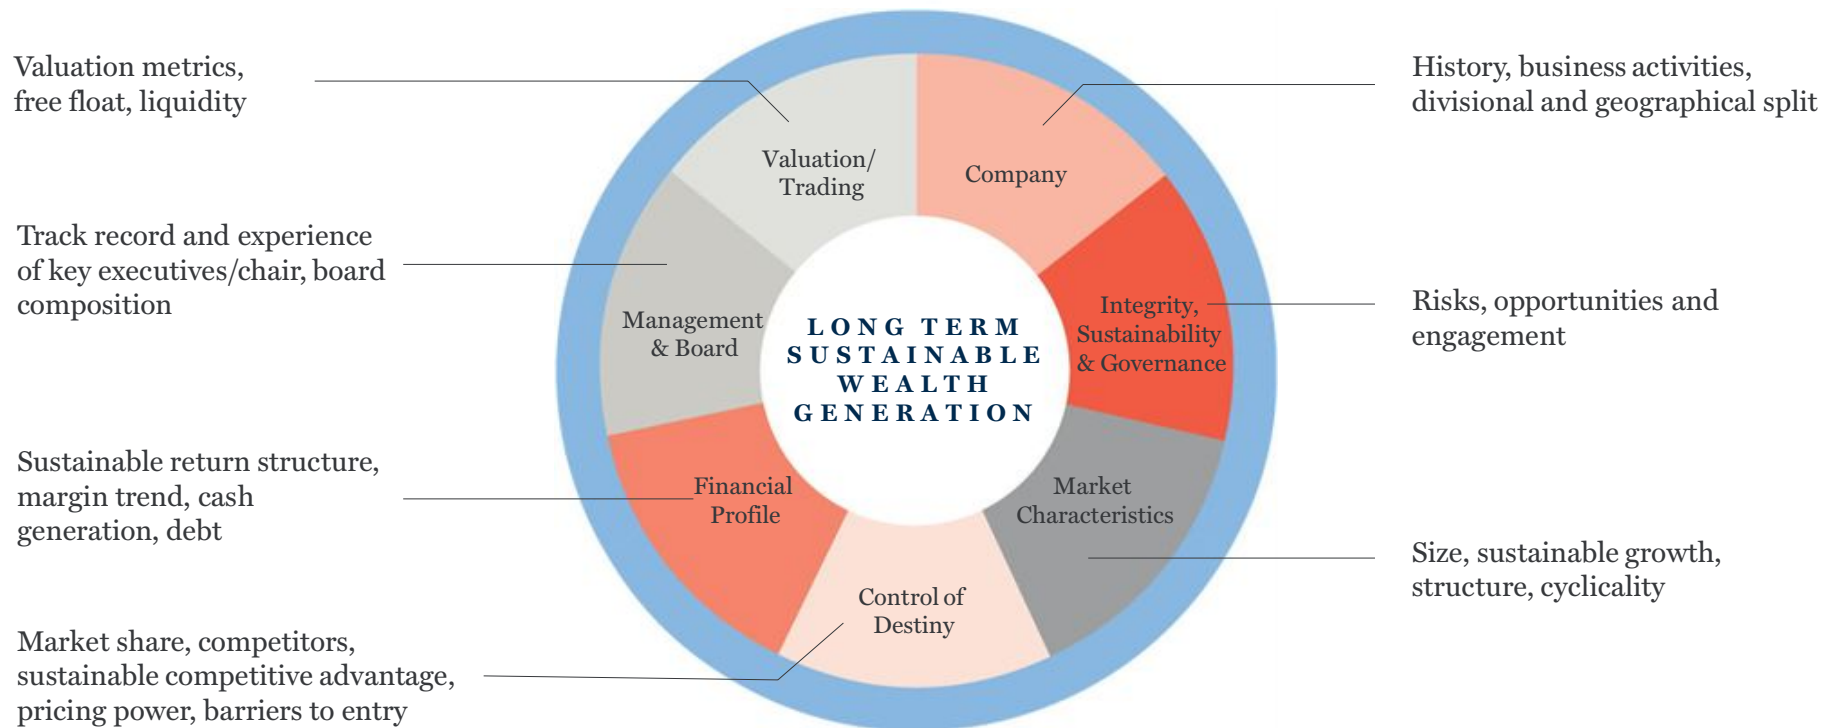 Valuation metrics,
free float, liquidity
Track record and experience
of key executives/chair, board
composition
Sustainable return structure,
margin trend, cash
generation, debt
Market share, competitors,
sustainable competitive advantage,
pricing power, barriers to entry
Valuation/
Trading
Company
Management
& Board
LONG TERM
SUSTAINABLE
WEALTH
GENERATION
Integrity,
Sustainability
& Governance
Financial
Profile
Market
Characteristics
Control of
Destiny
History, business activities,
divisional and geographical split
Risks, opportunities and
engagement
Size, sustainable growth,
structure, cyclicality